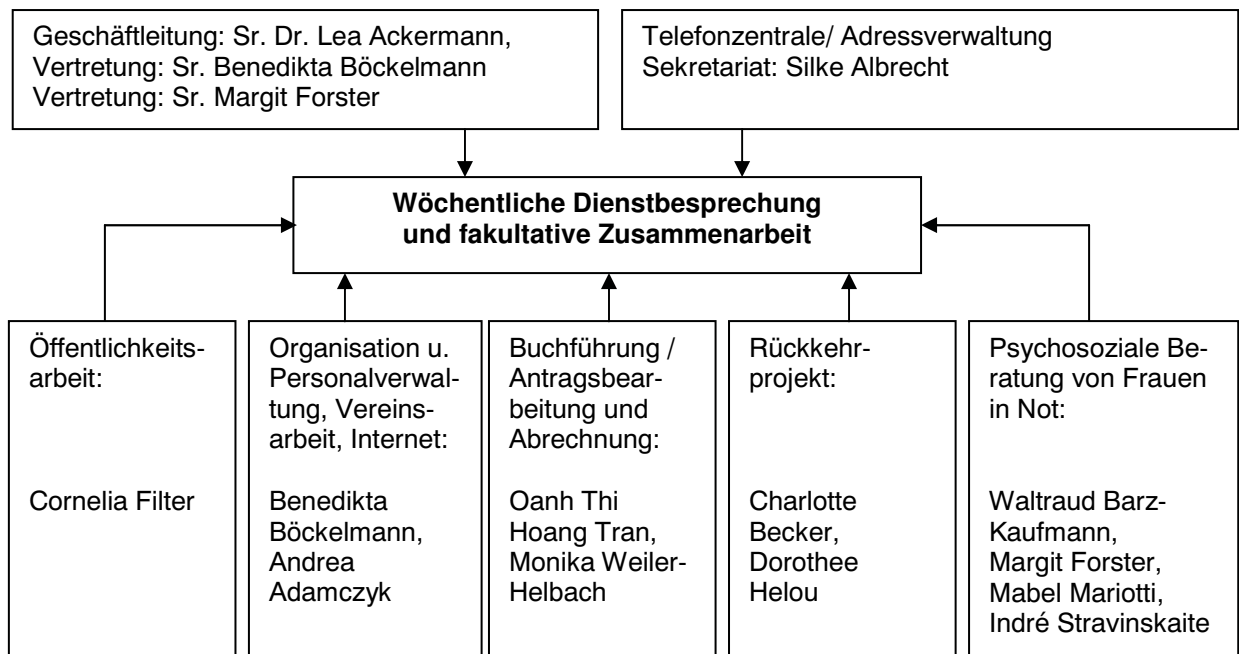 Geschäftleitung: Sr. Dr. Lea Ackermann,
Vertretung: Sr. Benedikta Böckelmann
Vertretung: Sr. Margit Forster
Telefonzentrale/ Adressverwaltung
Sekretariat: Silke Albrecht
Wöchentliche Dienstbesprechung
und fakultative Zusammenarbeit
Öffentlichkeits-
arbeit:
Cornelia Filter
Organisation u.
Personalverwal-
tung, Vereins-
arbeit, Internet:
Benedikta
Böckelmann,
Andrea
Adamczyk
Buchführung /
Antragsbear-
beitung und
Abrechnung:
Oanh Thi
Hoang Tran,
Monika Weiler-
Helbach
Rückkehr-
projekt:
Charlotte
Becker,
Dorothee
Helou
Psychosoziale Be-
ratung von Frauen
in Not:
Waltraud Barz-
Kaufmann,
Margit Forster,
Mabel Mariotti,
Indré Stravinskaite